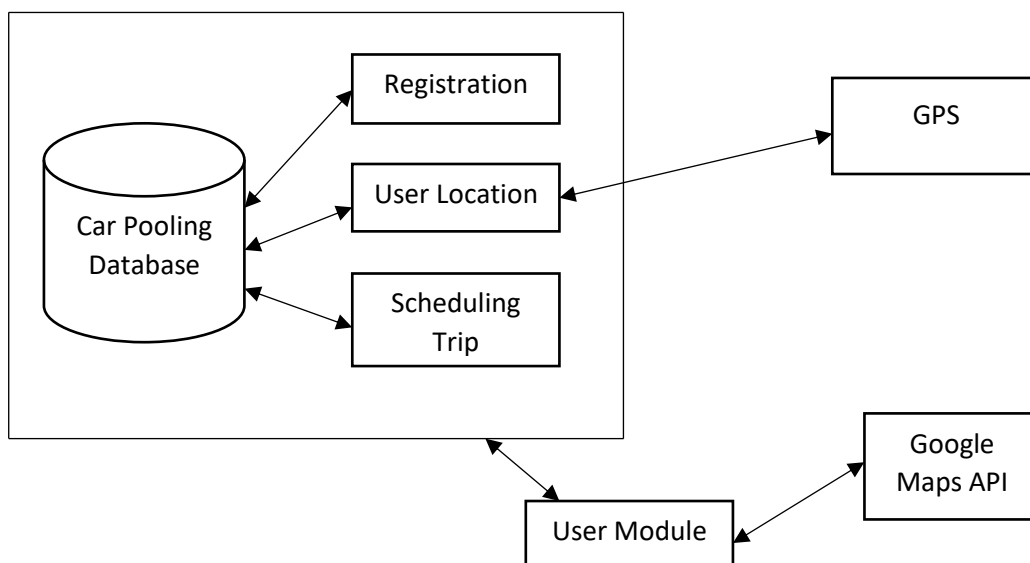 Registration
GPS
User Location
Car Pooling
Database
Scheduling
Trip
Google
Maps API
User Module